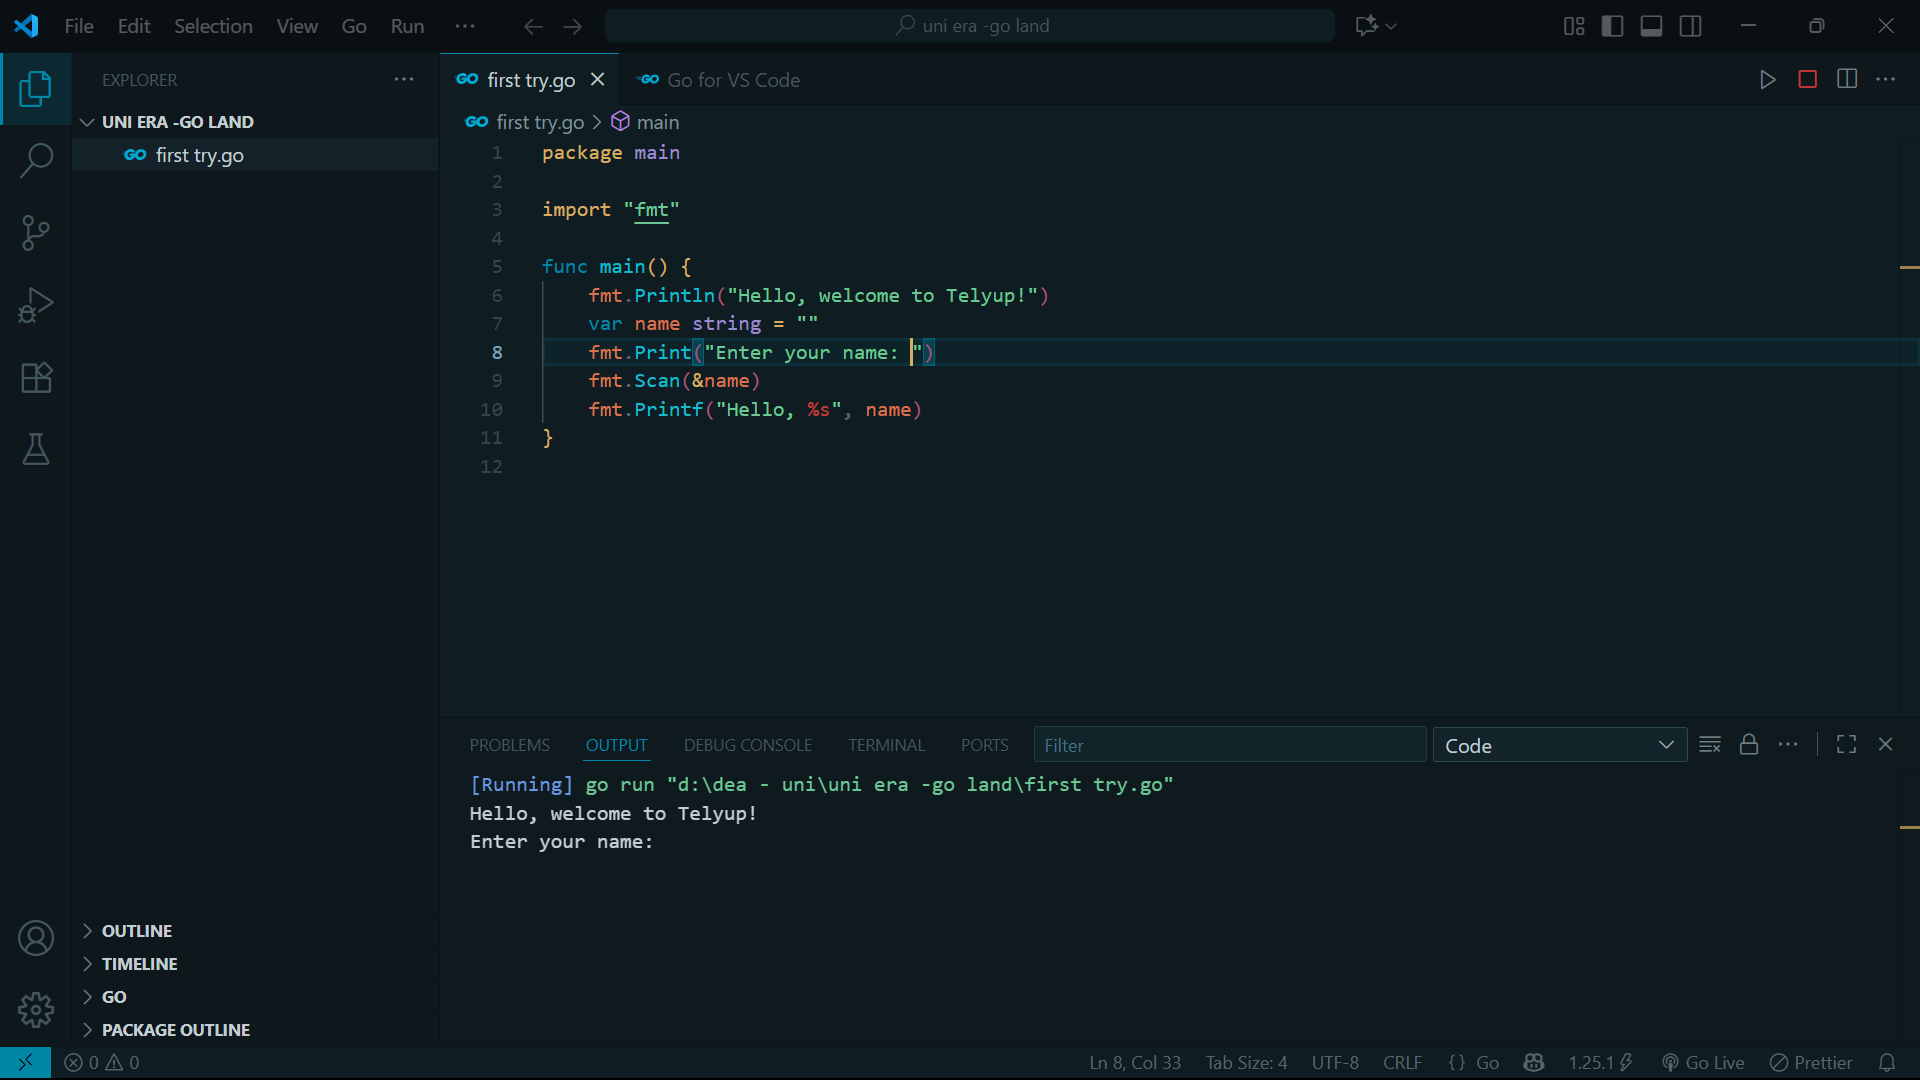 File Edit Selection View Go Run ... uni era -go land
EXPLORER ...
UNI ERA -GO LAND
GO first try.go
GO first try.go GO Go for VS Code
GO first try.go > main
1 package main
2
3 import "fmt"
4
5 func main() {
6 fmt.Println("Hello, welcome to Telyup!")
7 var name string = ""
8 fmt.Print("Enter your name: ")
9 fmt.Scan(&name)
10 fmt.Printf("Hello, %s", name)
11 }
12
PROBLEMS OUTPUT DEBUG CONSOLE TERMINAL PORTS Filter Code
[Running] go run "d:\dea - uni\uni era -go land\first try.go"
Hello, welcome to Telyup!
Enter your name:
OUTLINE
TIMELINE
GO
PACKAGE OUTLINE
0 0 Ln 8, Col 33 Tab Size: 4 UTF-8 CRLF {} Go 1.25.1 Go Live Prettier